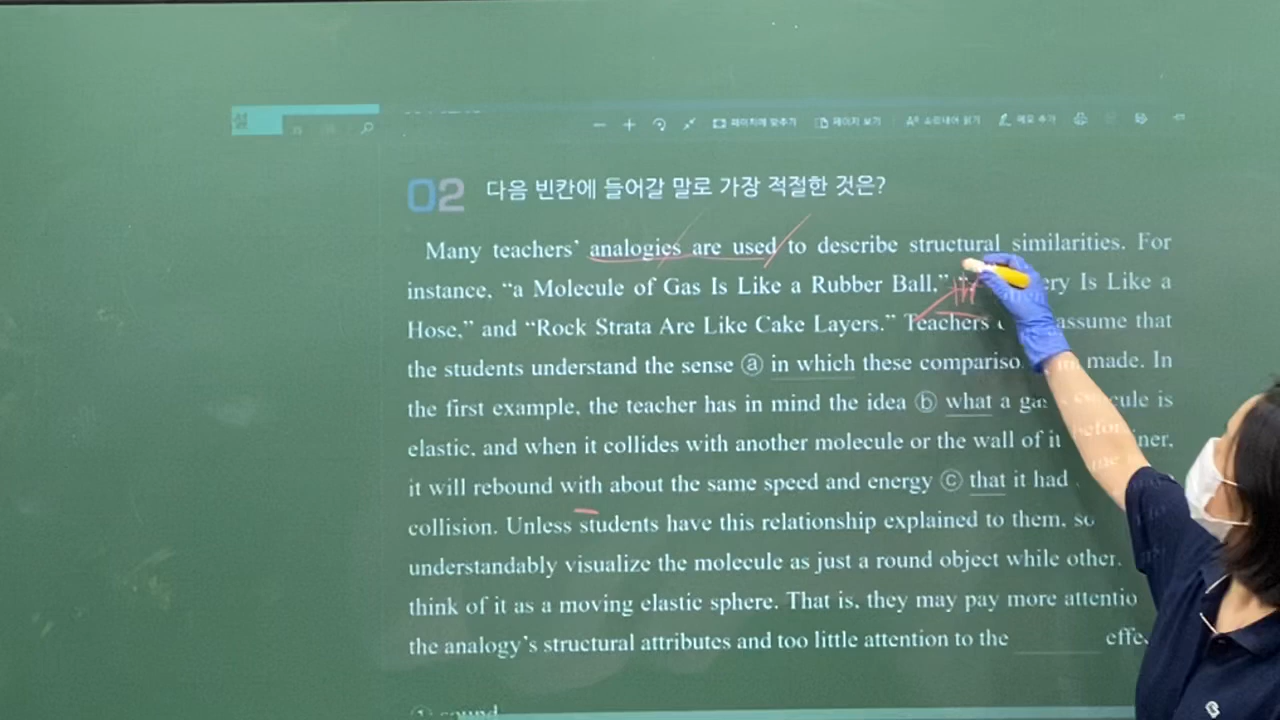 설
페이지에 맞추기 페이지 보기 소리내어 읽기 메모 추가
02 다음 빈칸에 들어갈 말로 가장 적절한 것은?
Many teachers' analogies are used to describe structural similarities. For
instance, “a Molecule of Gas Is Like a Rubber Ball,” Is Like a
Hose,” and “Rock Strata Are Like Cake Layers.” Teachers assume that
the students understand the sense ⓐ in which these made. In
the first example, the teacher has in mind the idea ⓑ what a is
elastic, and when it collides with another molecule or the wall of
it will rebound with about the same speed and energy ⓒ that it had
collision. Unless students have this relationship explained to them,
understandably visualize the molecule as just a round object while
think of it as a moving elastic sphere. That is, they may pay more
the analogy's structural attributes and too little attention to the ________
① sound